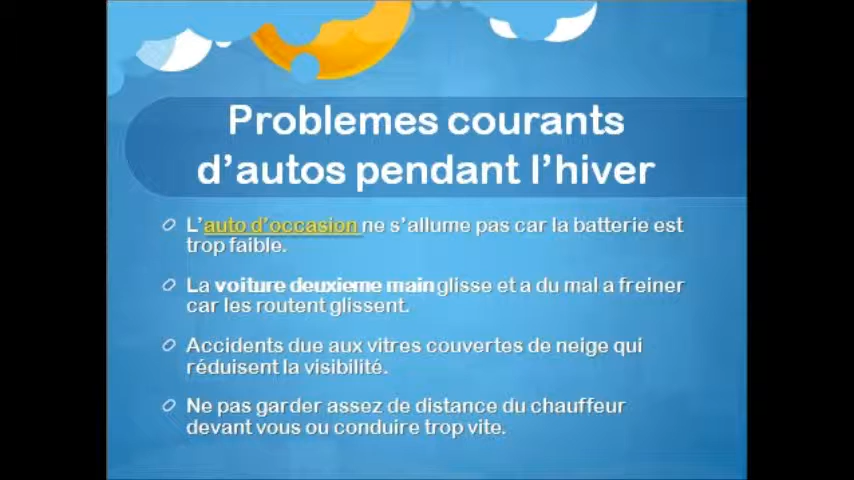 Problemes courants
d'autos pendant l'hiver
L'auto d'occasion ne s'allume pas car la batterie est
trop faible.
La voiture deuxieme main glisse et a du mal a freiner
car les routent glissent.
Accidents due aux vitres couvertes de neige qui
réduisent la visibilité.
Ne pas garder assez de distance du chauffeur
devant vous ou conduire trop vite.